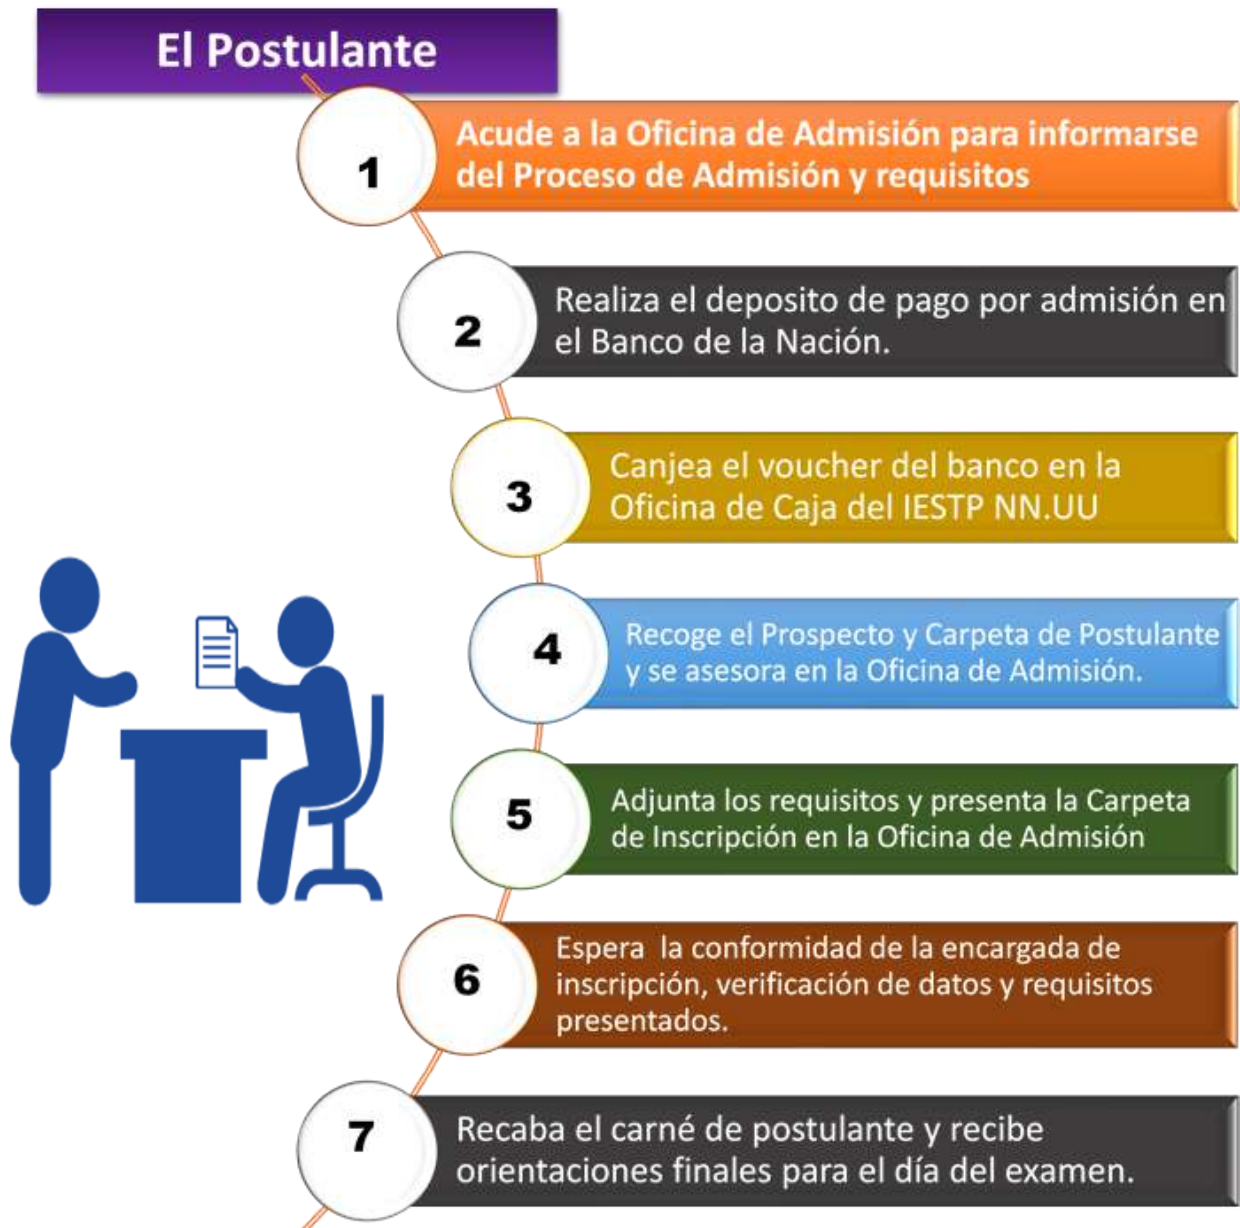 El Postulante
1
Acude a la Oficina de Admisión para informarse
del Proceso de Admisión y requisitos
2
Realiza el deposito de pago por admisión en
el Banco de la Nación.
3
Canjea el voucher del banco en la
Oficina de Caja del IESTP NN.UU
4
Recoge el Prospecto y Carpeta de Postulante
y se asesora en la Oficina de Admisión.
5
Adjunta los requisitos y presenta la Carpeta
de Inscripción en la Oficina de Admisión
6
Espera  la conformidad de la encargada de
inscripción, verificación de datos y requisitos
presentados.
7
Recaba el carné de postulante y recibe
orientaciones finales para el día del examen.